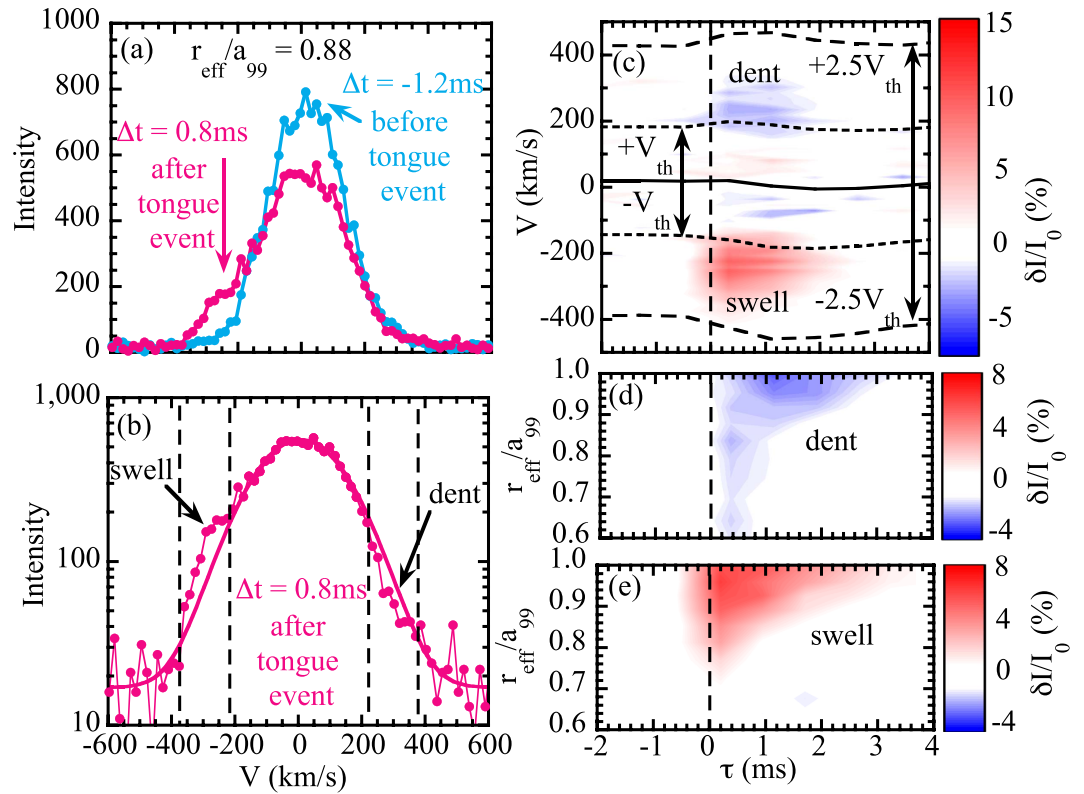 (a)
r_eff/a_99 = 0.88
Δt = -1.2ms
before
tongue
event
Δt = 0.8ms
after
tongue
event
Intensity
1000
800
600
400
200
0
(b)
swell
dent
Δt = 0.8ms
after
tongue
event
Intensity
1,000
100
10
-600 -400 -200 0 200 400 600
V (km/s)
(c)
dent
+2.5V_th
+V_th
-V_th
swell
-2.5V_th
V (km/s)
400
200
0
-200
-400
15
10
5
0
-5
δI/I_0 (%)
(d)
dent
r_eff/a_99
1.0
0.9
0.8
0.7
0.6
8
4
0
-4
δI/I_0 (%)
(e)
swell
r_eff/a_99
1.0
0.9
0.8
0.7
0.6
8
4
0
-4
δI/I_0 (%)
-2 -1 0 1 2 3 4
τ (ms)